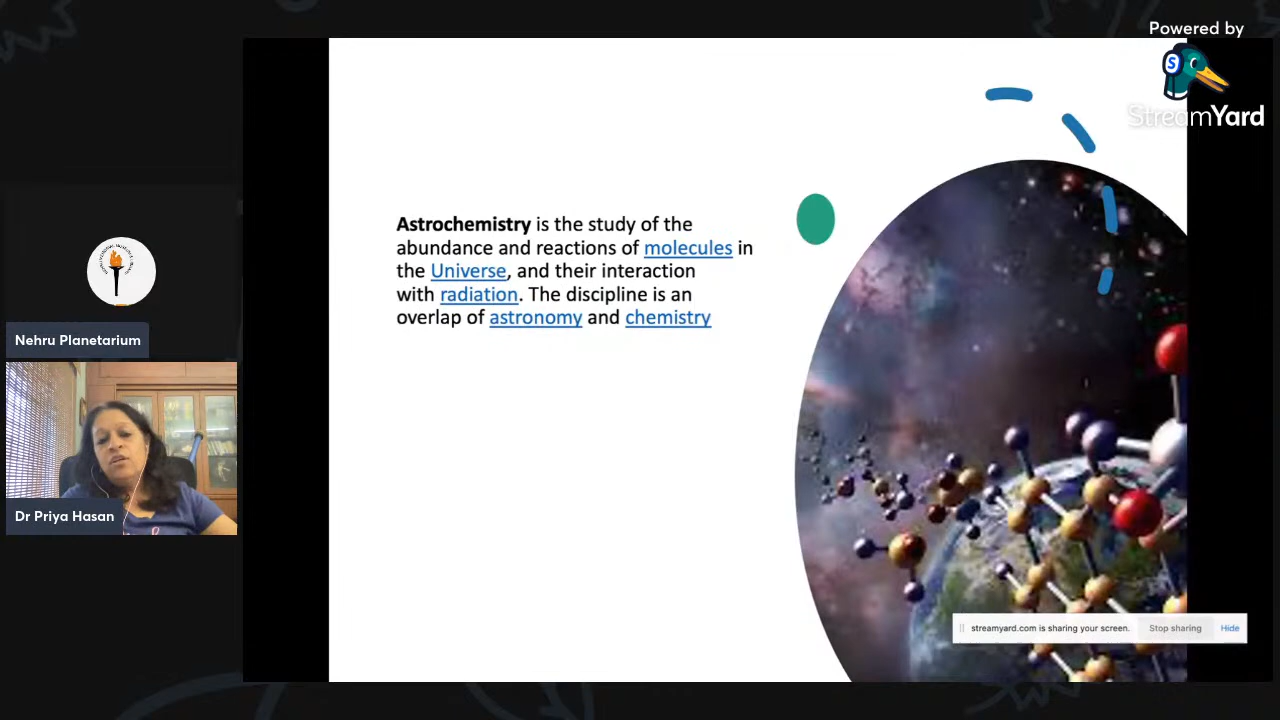 Powered by
StreamYard
Astrochemistry is the study of the
abundance and reactions of molecules in
the Universe, and their interaction
with radiation. The discipline is an
overlap of astronomy and chemistry
Nehru Planetarium
Dr Priya Hasan
streamyard.com is sharing your screen.
Stop sharing
Hide